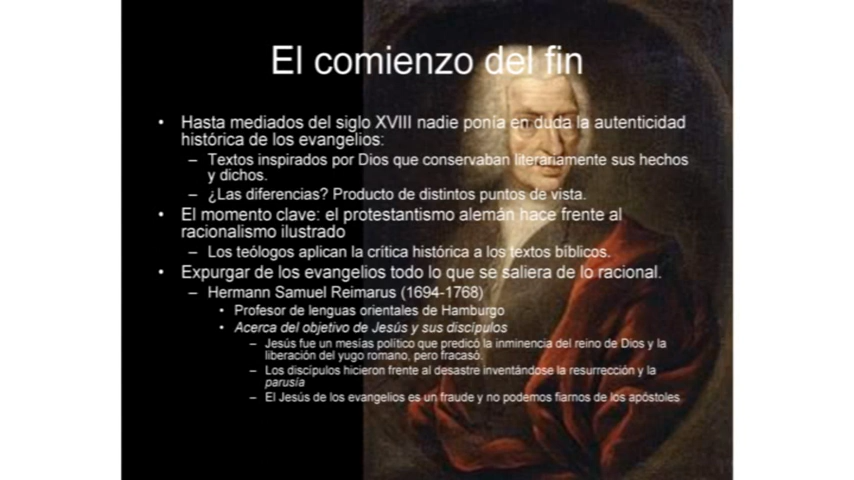 El comienzo del fin
• Hasta mediados del siglo XVIII nadie ponía en duda la autenticidad
histórica de los evangelios:
– Textos inspirados por Dios que conservaban literariamente sus hechos
y dichos.
– ¿Las diferencias? Producto de distintos puntos de vista.
• El momento clave: el protestantismo alemán hace frente al
racionalismo ilustrado
– Los teólogos aplican la crítica histórica a los textos bíblicos.
• Expurgar de los evangelios todo lo que se saliera de lo racional.
– Hermann Samuel Reimarus (1694-1768)
• Profesor de lenguas orientales de Hamburgo
• Acerca del objetivo de Jesús y sus discípulos
– Jesús fue un mesías político que predicó la inminencia del reino de Dios y la
liberación del yugo romano, pero fracasó.
– Los discípulos hicieron frente al desastre inventándose la resurrección y la
parusía
– El Jesús de los evangelios es un fraude y no podemos fiarnos de los apóstoles